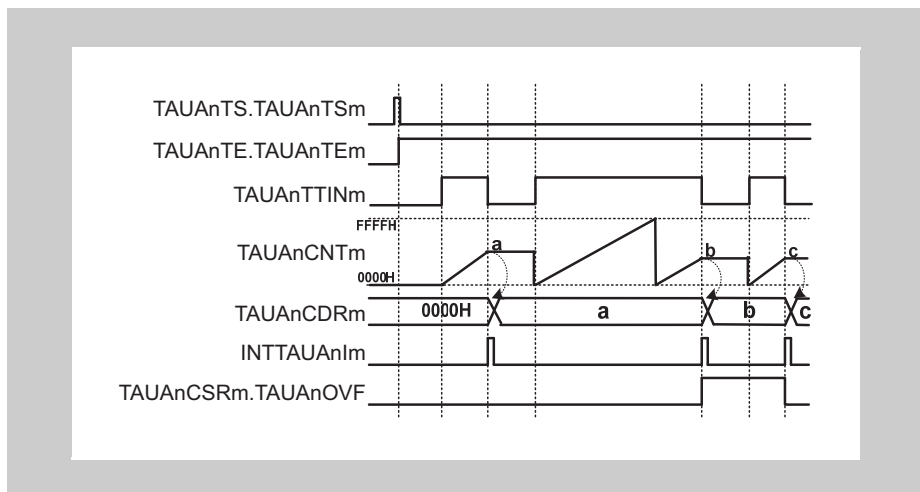 TAUAnTS.TAUAnTSm
TAUAnTE.TAUAnTEm
TAUAnTTINm
FFFFH
TAUAnCNTm
a
b
c
0000H
TAUAnCDRm
0000H
a
b
c
INTTAUAnIm
TAUAnCSRm.TAUAnOVF